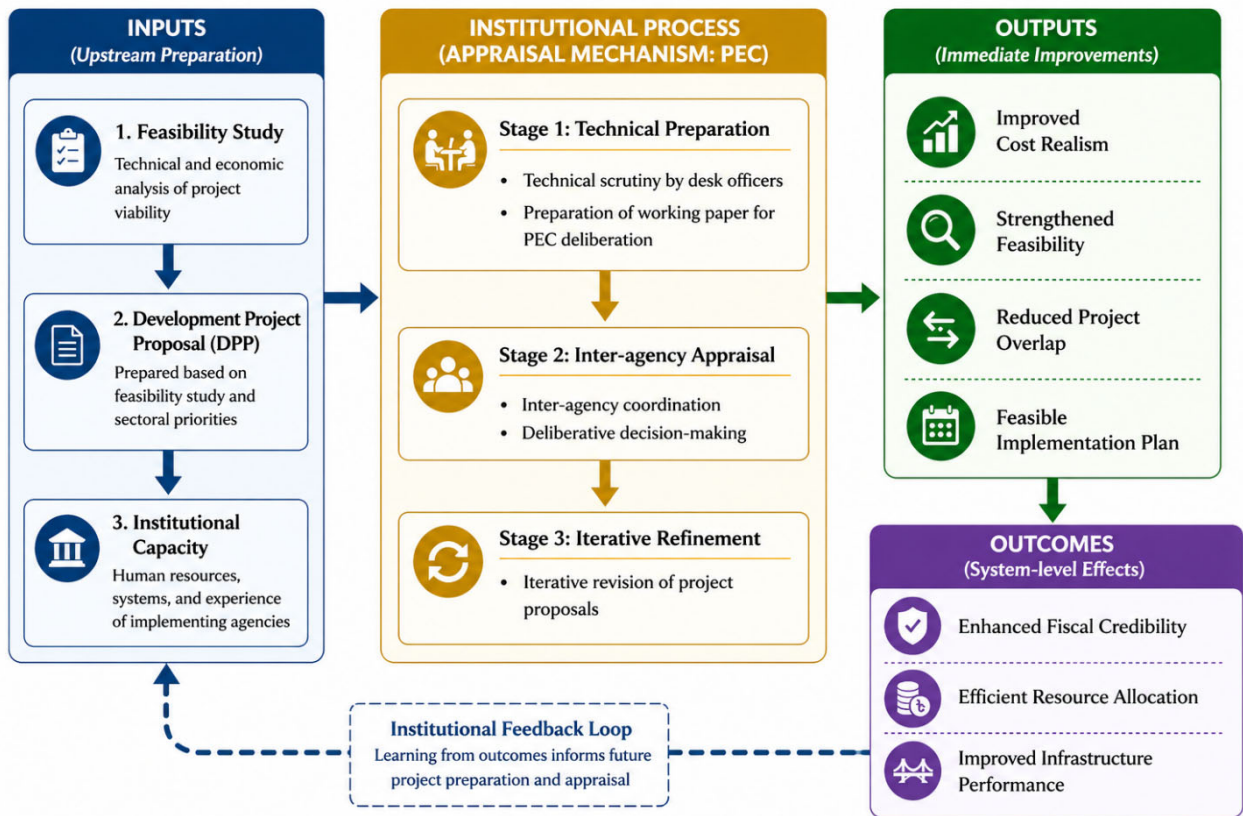 INPUTS
(Upstream Preparation)
1. Feasibility Study
Technical and economic
analysis of project
viability
2. Development Project
Proposal (DPP)
Prepared based on
feasibility study and
sectoral priorities
3. Institutional
Capacity
Human resources,
systems, and experience
of implementing agencies
INSTITUTIONAL PROCESS
(APPRAISAL MECHANISM: PEC)
Stage 1: Technical Preparation
• Technical scrutiny by desk officers
• Preparation of working paper for
PEC deliberation
Stage 2: Inter-agency Appraisal
• Inter-agency coordination
• Deliberative decision-making
Stage 3: Iterative Refinement
• Iterative revision of project
proposals
OUTPUTS
(Immediate Improvements)
Improved
Cost Realism
Strengthened
Feasibility
Reduced Project
Overlap
Feasible
Implementation Plan
OUTCOMES
(System-level Effects)
Enhanced Fiscal Credibility
৳
Efficient Resource Allocation
Improved Infrastructure
Performance
Institutional Feedback Loop
Learning from outcomes informs future
project preparation and appraisal